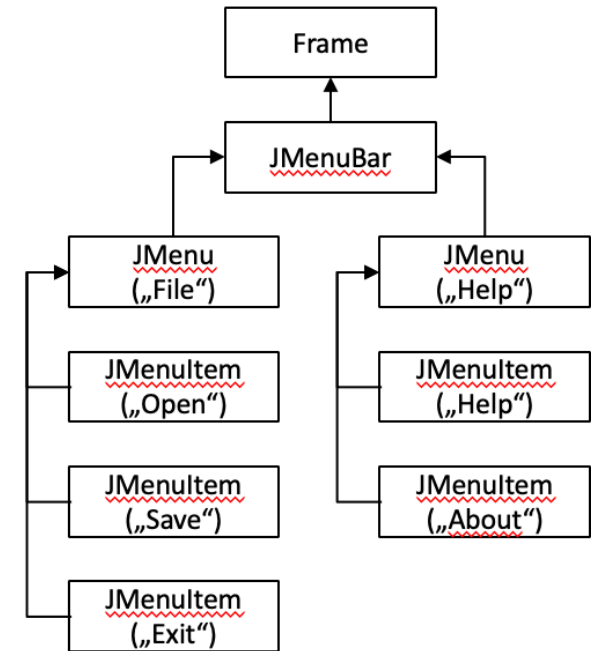 Frame
JMenuBar
JMenu
(„File“)
JMenu
(„Help“)
JMenuItem
(„Open“)
JMenuItem
(„Help“)
JMenuItem
(„Save“)
JMenuItem
(„About“)
JMenuItem
(„Exit“)